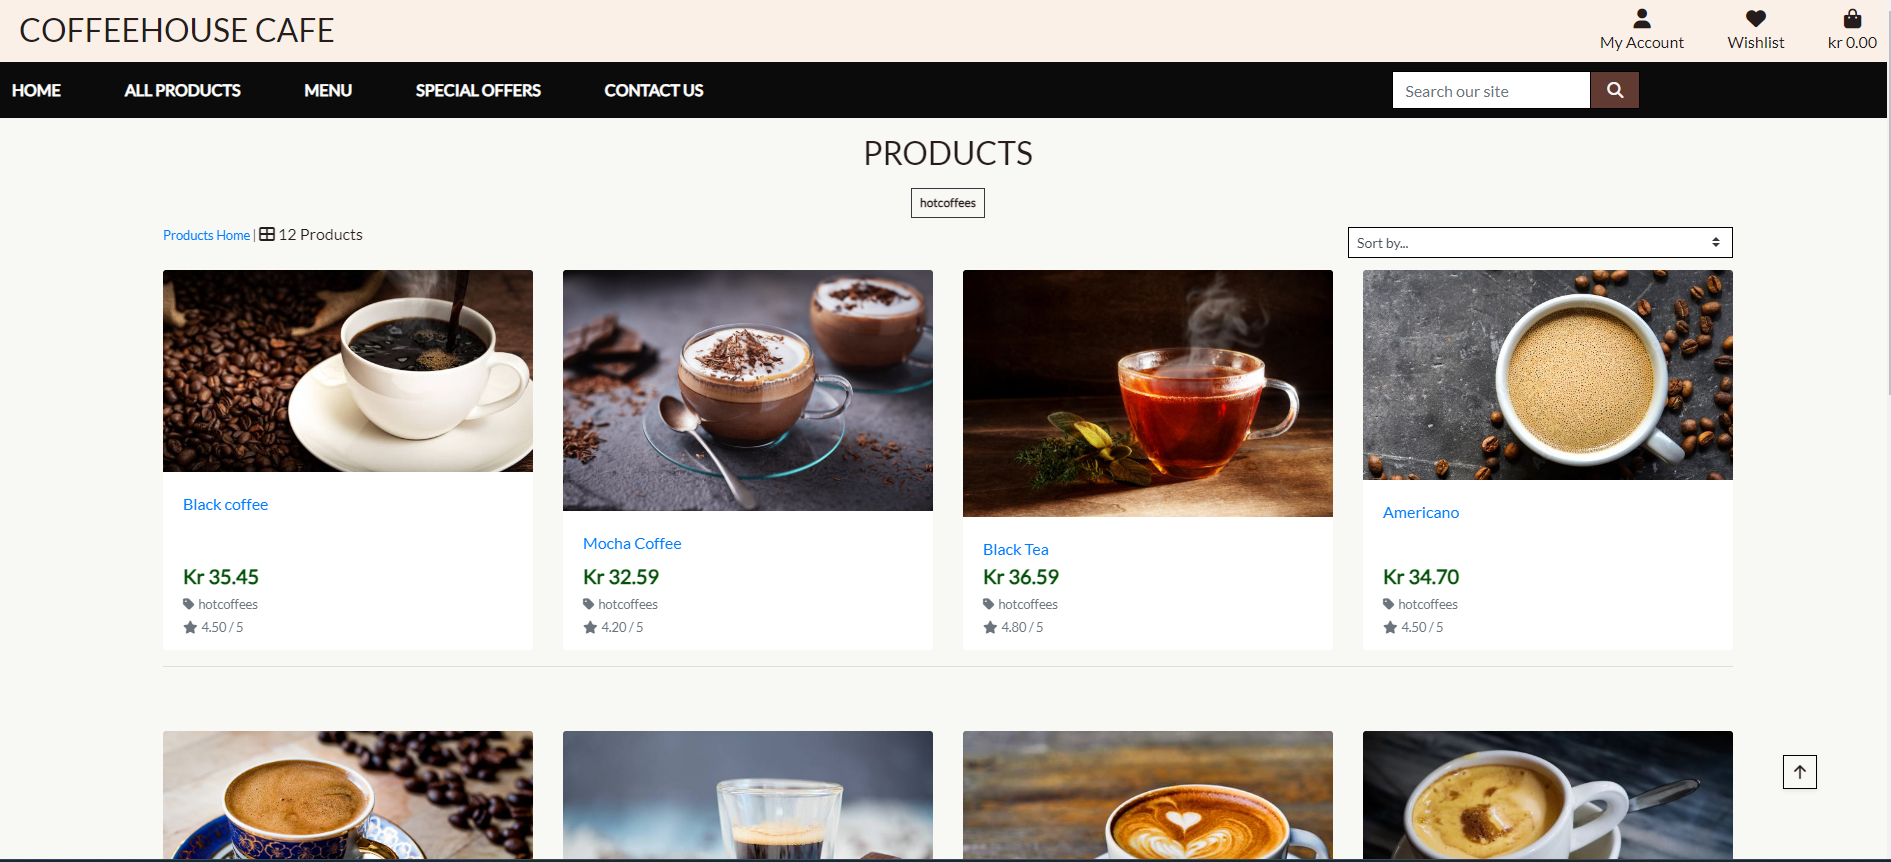 COFFEEHOUSE CAFE
My Account
Wishlist
kr 0.00
HOME
ALL PRODUCTS
MENU
SPECIAL OFFERS
CONTACT US
Search our site
PRODUCTS
hotcoffees
Products Home | 12 Products
Sort by...
Black coffee
Kr 35.45
hotcoffees
4.50 / 5
Mocha Coffee
Kr 32.59
hotcoffees
4.20 / 5
Black Tea
Kr 36.59
hotcoffees
4.80 / 5
Americano
Kr 34.70
hotcoffees
4.50 / 5